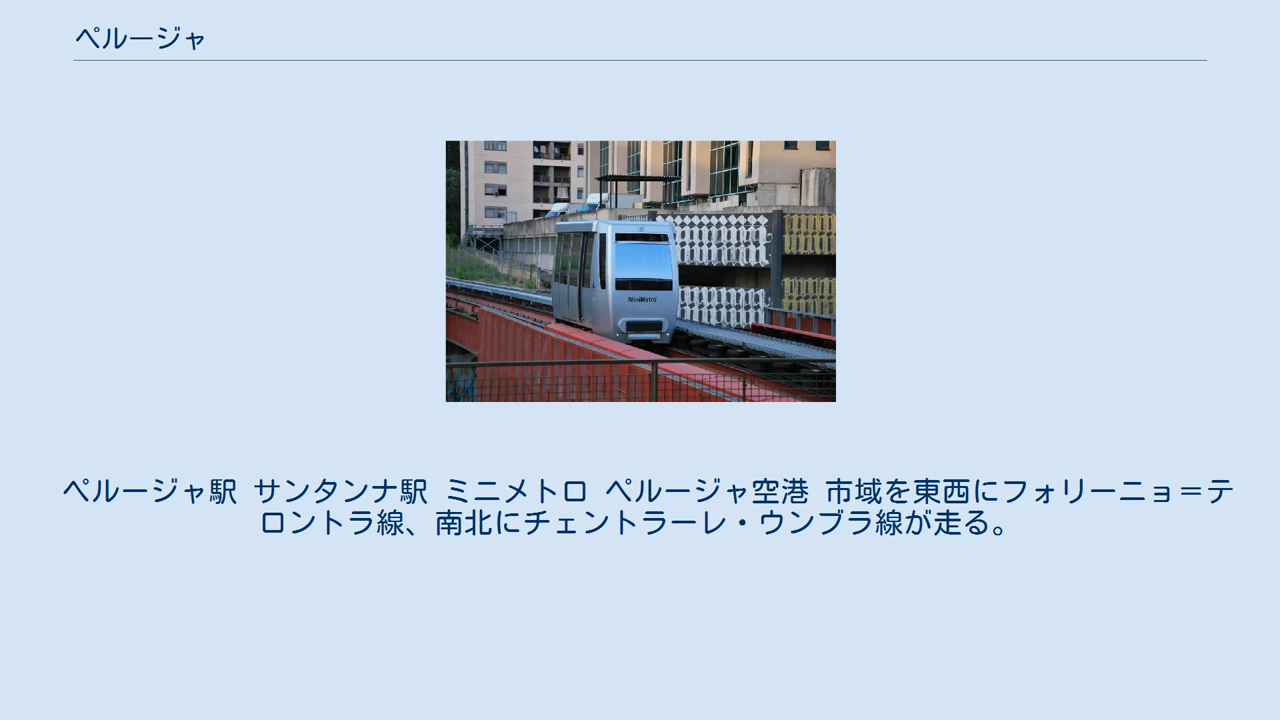 ペルージャ
MiniMetro
ペルージャ駅 サンタンナ駅 ミニメトロ ペルージャ空港 市域を東西にフォリーニョ＝テ
ロントラ線、南北にチェントラーレ・ウンブラ線が走る。